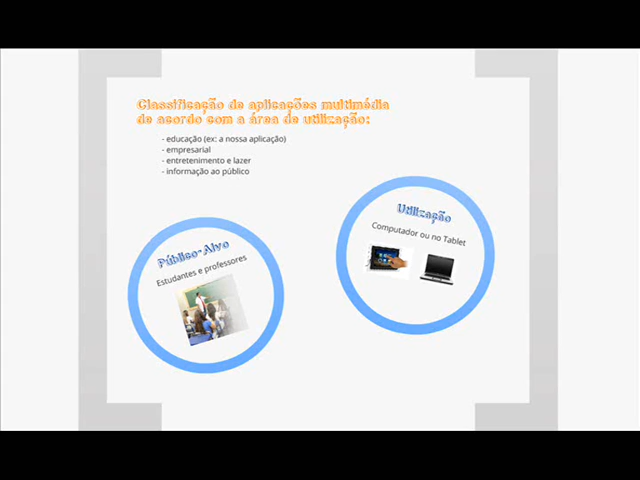 Classificação de aplicações multimédia
de acordo com a área de utilização:
- educação (ex: a nossa aplicação)
- empresarial
- entretenimento e lazer
- informação ao público
Público-Alvo
Estudantes e professores
Utilização
Computador ou no Tablet